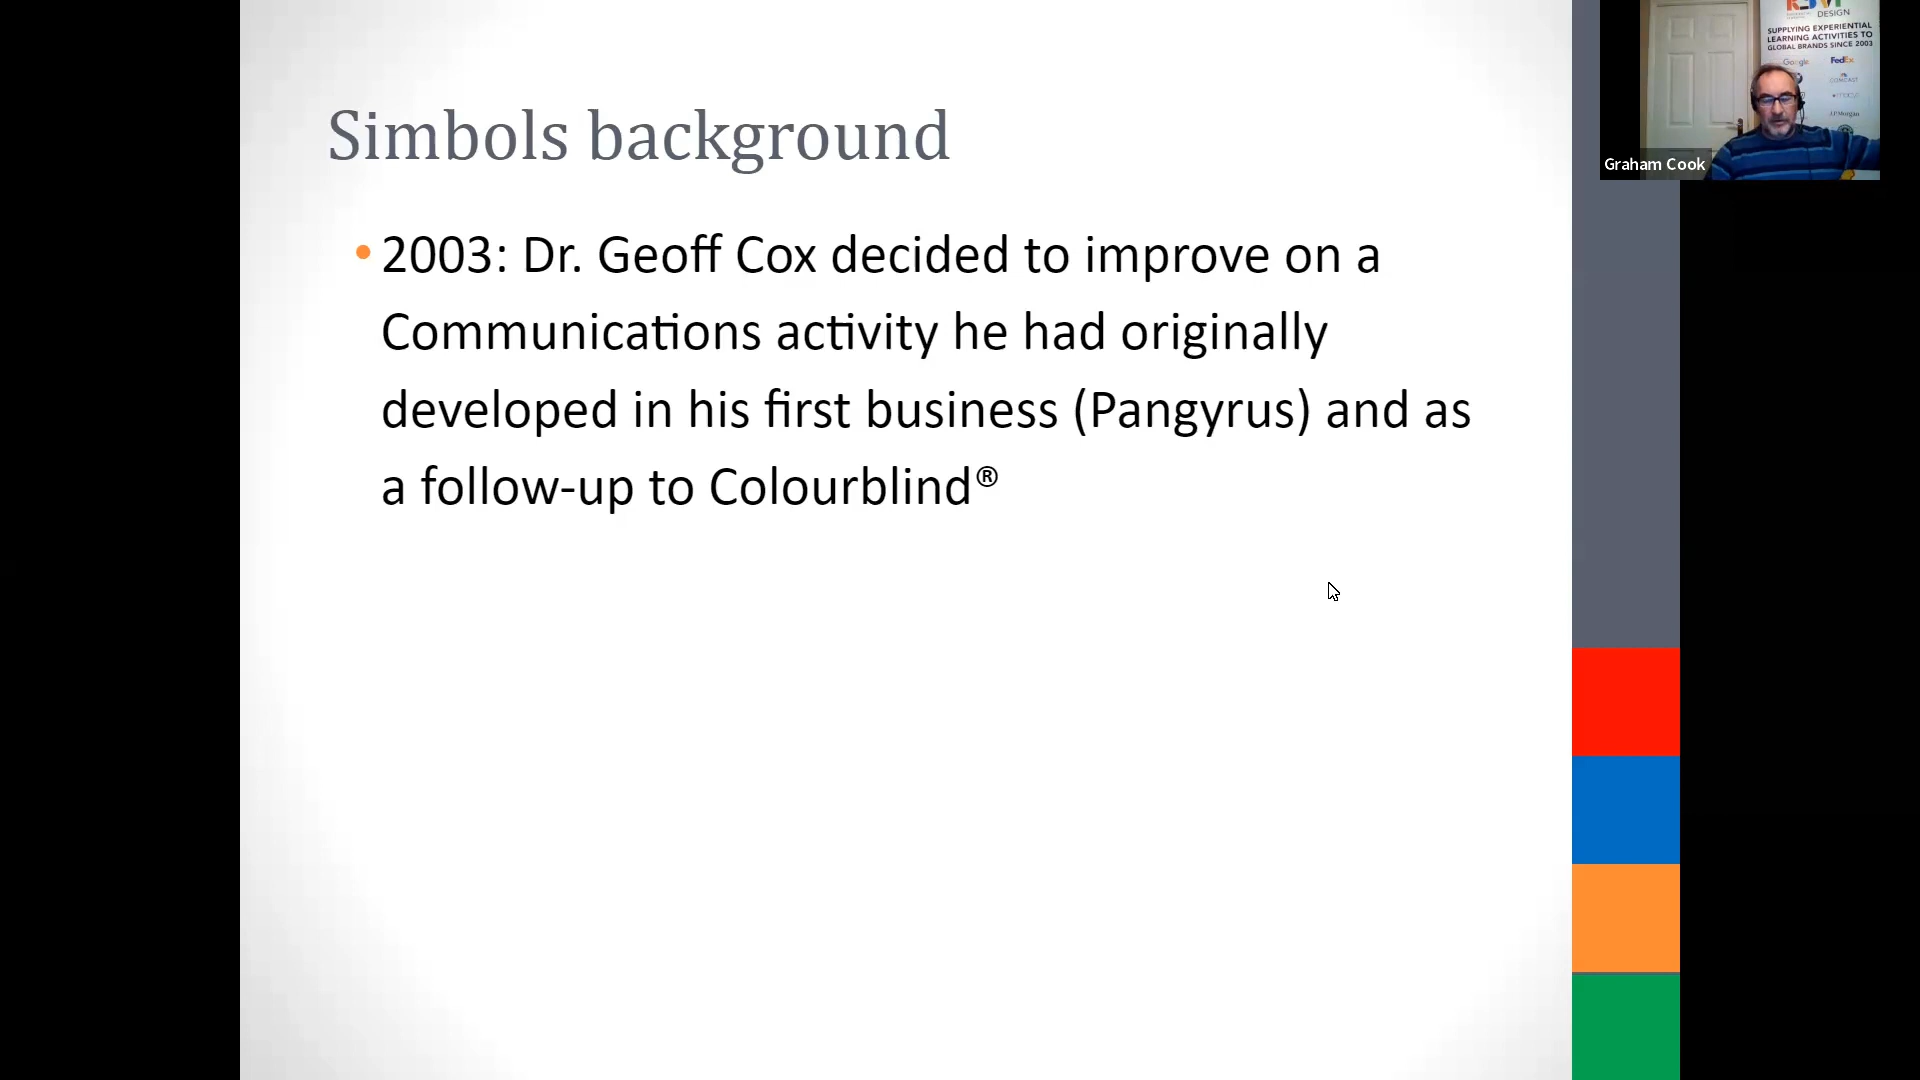 Simbols background
• 2003: Dr. Geoff Cox decided to improve on a
Communications activity he had originally
developed in his first business (Pangyrus) and as
a follow-up to Colourblind®
DESIGN
SUPPLYING EXPERIENTIAL
LEARNING ACTIVITIES TO
GLOBAL BRANDS SINCE 2003
Google FedEx
COMCAST
J.P.Morgan
Graham Cook